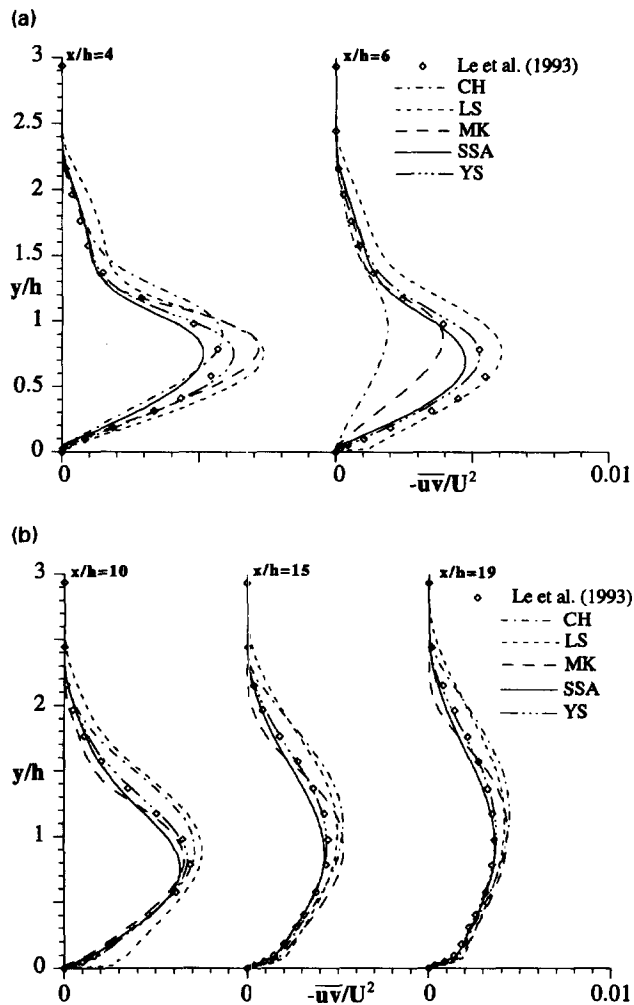 (a)
3
x/h=4
x/h=6
Le et al. (1993)
CH
LS
MK
SSA
YS
2.5
2
1.5
y/h
1
0.5
0
0
0
-uv/U²
0.01
(b)
3
x/h=10
x/h=15
x/h=19
Le et al. (1993)
CH
LS
MK
SSA
YS
2
y/h
1
0
0
0
-uv/U²
0
0.01